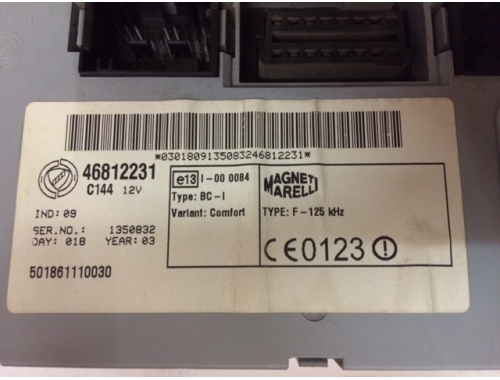 *0301809135083246812231*
46812231
C144 12V
IND: 09
SER.NO.: 1350832
DAY: 018 YEAR: 03
501861110030
e13 I-00 0084
Type: BC-I
Variant: Comfort
MAGNETI
MARELLI
TYPE: F-125 kHz
CE0123